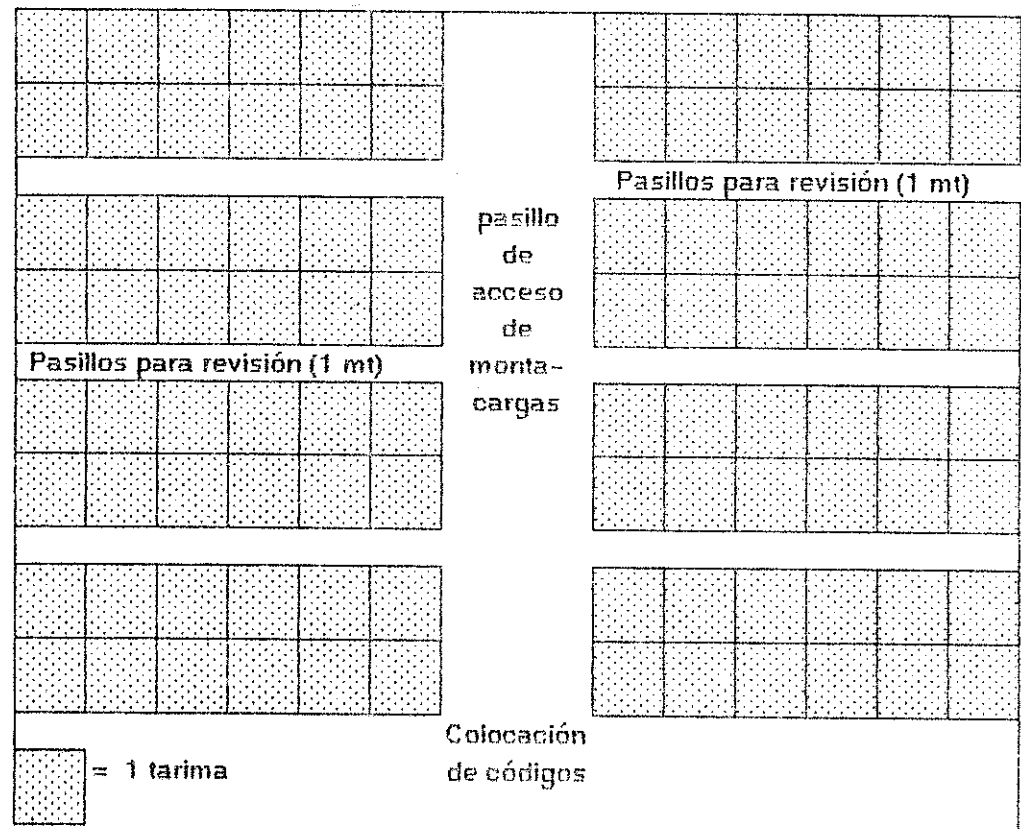 Pasillos para revisión (1 mt)
pasillo
de
acceso
de
monta-
cargas
Pasillos para revisión (1 mt)
Colocación
de códigos
= 1 tarima